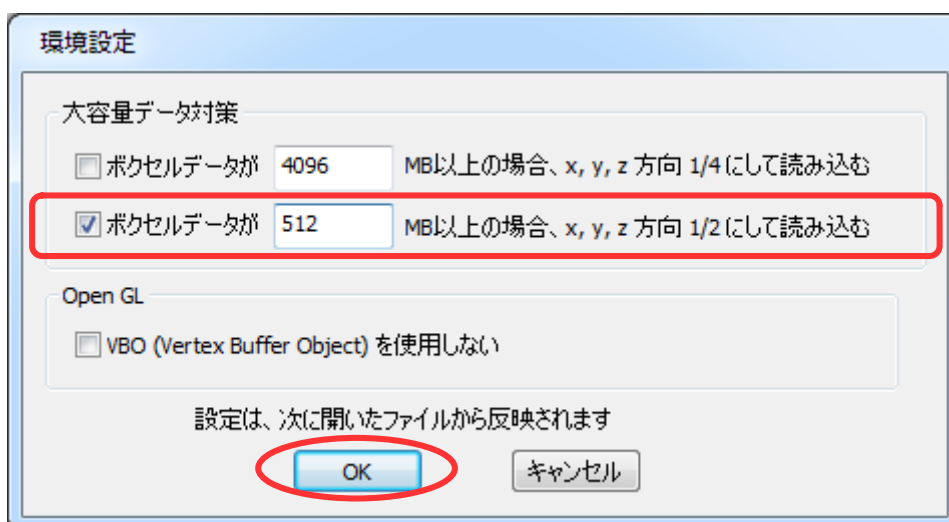 環境設定
大容量データ対策
ボクセルデータが 4096 MB以上の場合、x, y, z 方向 1/4 にして読み込む
ボクセルデータが 512 MB以上の場合、x, y, z 方向 1/2 にして読み込む
Open GL
VBO (Vertex Buffer Object) を使用しない
設定は、次に開いたファイルから反映されます
OK キャンセル